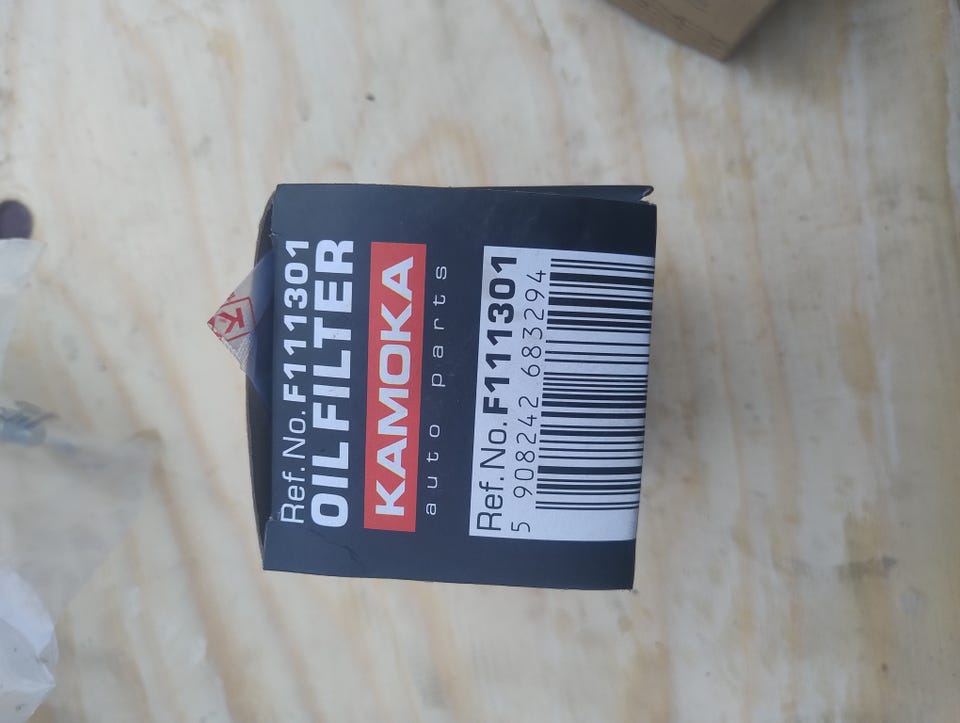 Ref. No. F111301
OIL FILTER
KAMOKA
auto parts
Ref. No. F111301
5 908242 683294